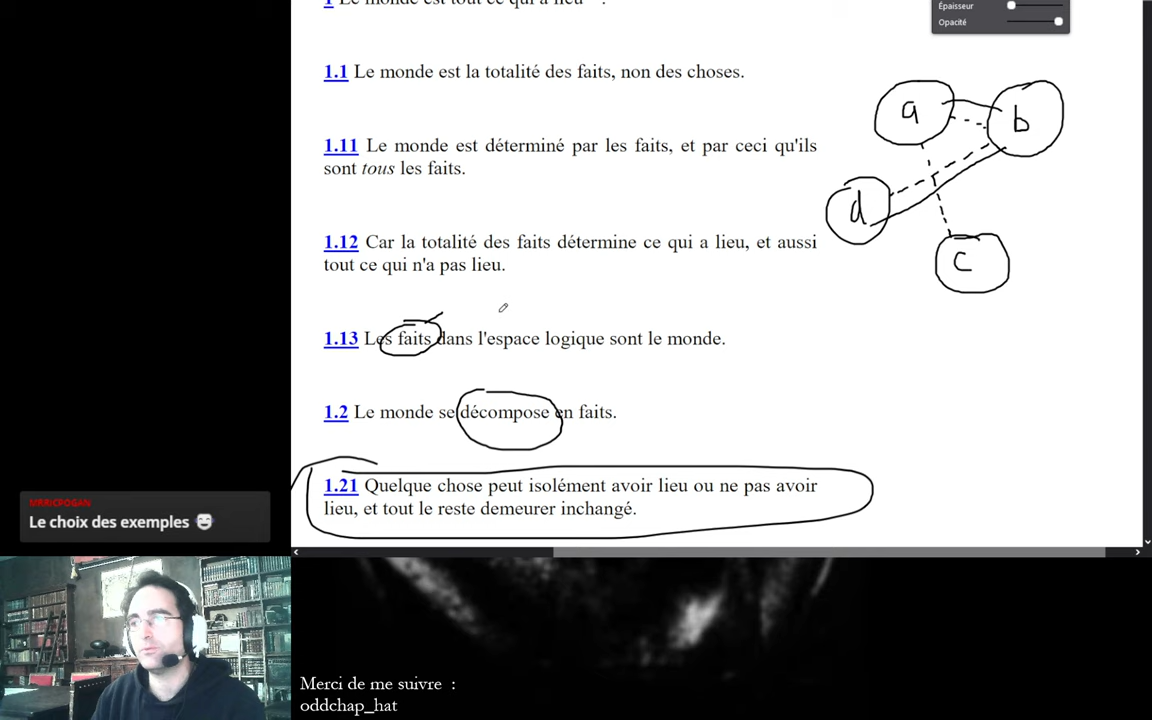 1 Le monde est tout ce qui a lieu
Épaisseur
Opacité
1.1 Le monde est la totalité des faits, non des choses.
a
b
1.11 Le monde est déterminé par les faits, et par ceci qu'ils
sont tous les faits.
d
1.12 Car la totalité des faits détermine ce qui a lieu, et aussi
tout ce qui n'a pas lieu.
c
1.13 Les faits dans l'espace logique sont le monde.
1.2 Le monde se décompose en faits.
1.21 Quelque chose peut isolément avoir lieu ou ne pas avoir
lieu, et tout le reste demeurer inchangé.
MRRICPOGAN
Le choix des exemples
Merci de me suivre :
oddchap_hat